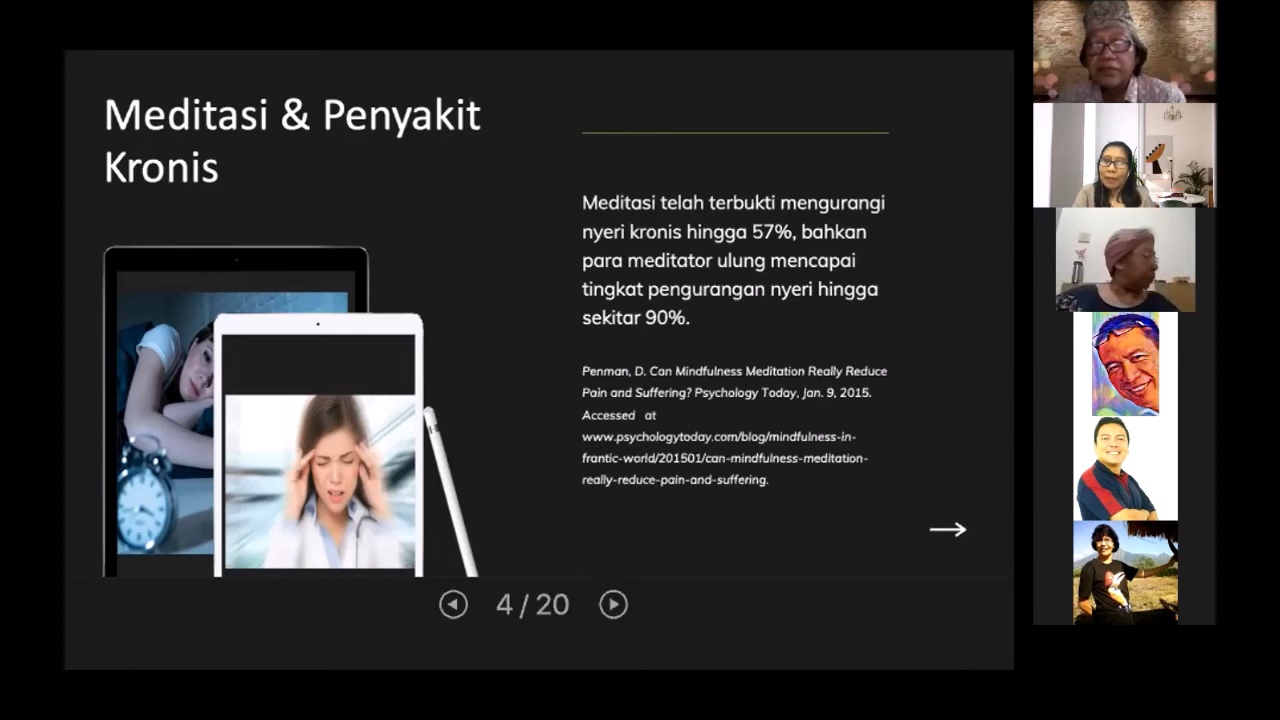 Meditasi & Penyakit
Kronis
Meditasi telah terbukti mengurangi
nyeri kronis hingga 57%, bahkan
para meditator ulung mencapai
tingkat pengurangan nyeri hingga
sekitar 90%.
Penman, D. Can Mindfulness Meditation Really Reduce
Pain and Suffering? Psychology Today, Jan. 9, 2015.
Accessed at
www.psychologytoday.com/blog/mindfulness-in-
frantic-world/201501/can-mindfulness-meditation-
really-reduce-pain-and-suffering.
4 / 20